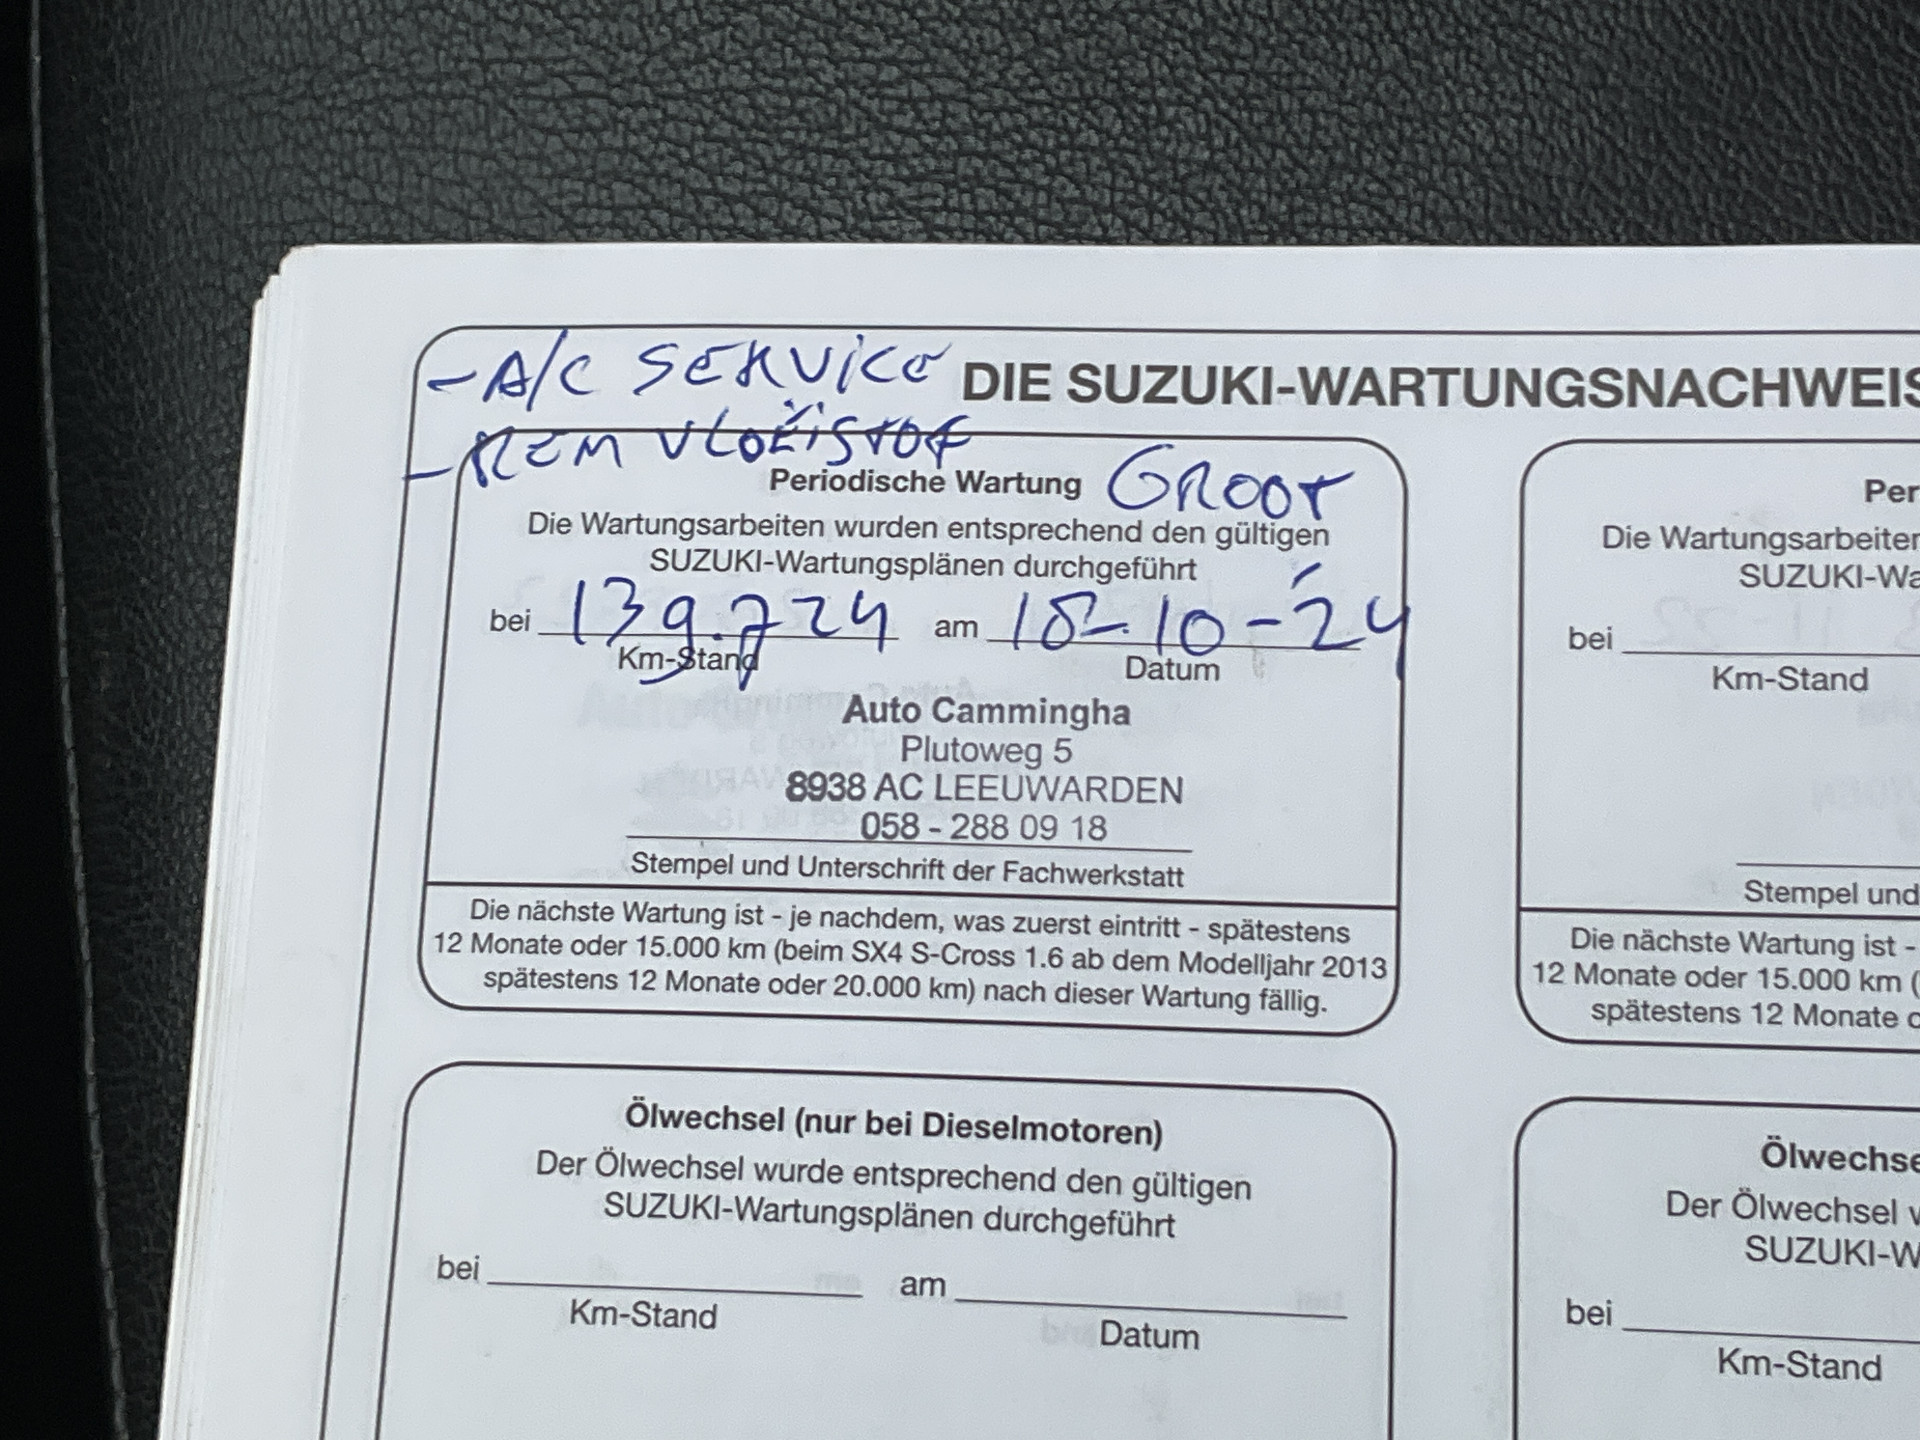 - A/C SERVICE
DIE SUZUKI-WARTUNGSNACHWEIS
- REM VLOEISTOF
Periodische Wartung GROOT
Die Wartungsarbeiten wurden entsprechend den gültigen
SUZUKI-Wartungsplänen durchgeführt
bei 139.724 am 18-10-'24
Km-Stand Datum
Auto Cammingha
Plutoweg 5
8938 AC LEEUWARDEN
058 - 288 09 18
Stempel und Unterschrift der Fachwerkstatt
Die nächste Wartung ist - je nachdem, was zuerst eintritt - spätestens
12 Monate oder 15.000 km (beim SX4 S-Cross 1.6 ab dem Modelljahr 2013
spätestens 12 Monate oder 20.000 km) nach dieser Wartung fällig.
Per
Die Wartungsarbeiten
SUZUKI-Wa
bei
Km-Stand
Stempel und
Die nächste Wartung ist -
12 Monate oder 15.000 km (
spätestens 12 Monate o
Ölwechsel (nur bei Dieselmotoren)
Der Ölwechsel wurde entsprechend den gültigen
SUZUKI-Wartungsplänen durchgeführt
bei am
Km-Stand Datum
Ölwechse
Der Ölwechsel w
SUZUKI-W
bei
Km-Stand